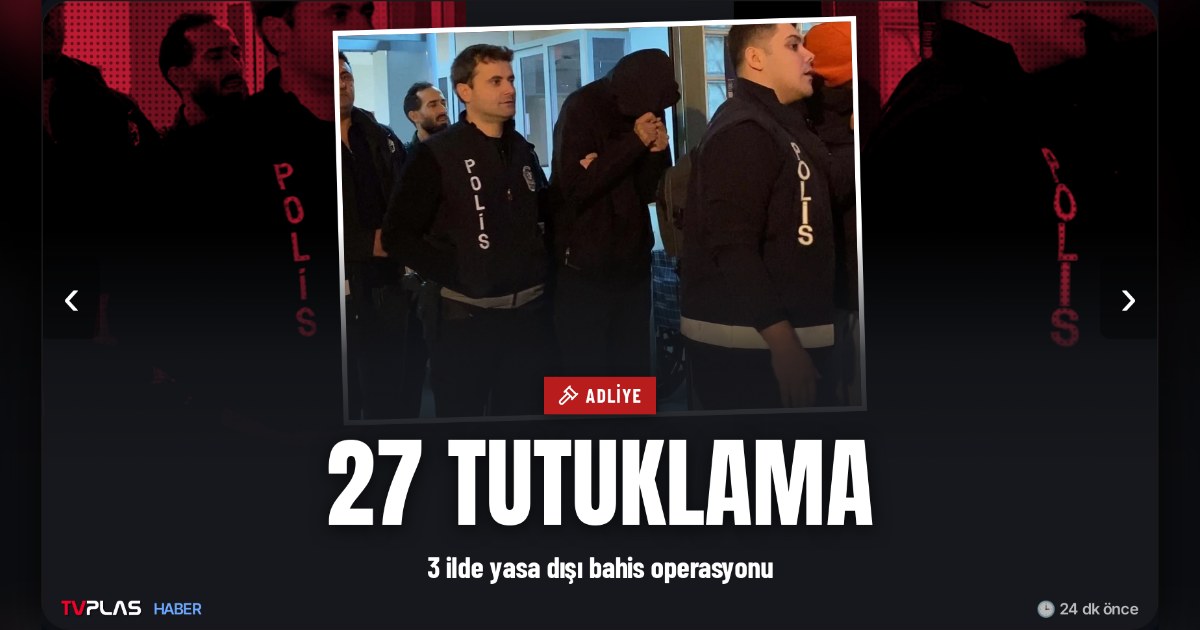 POLİS
POLİS
POLİS
POLİS
‹
›
ADLİYE
27 TUTUKLAMA
3 ilde yasa dışı bahis operasyonu
TVPLAS HABER
24 dk önce